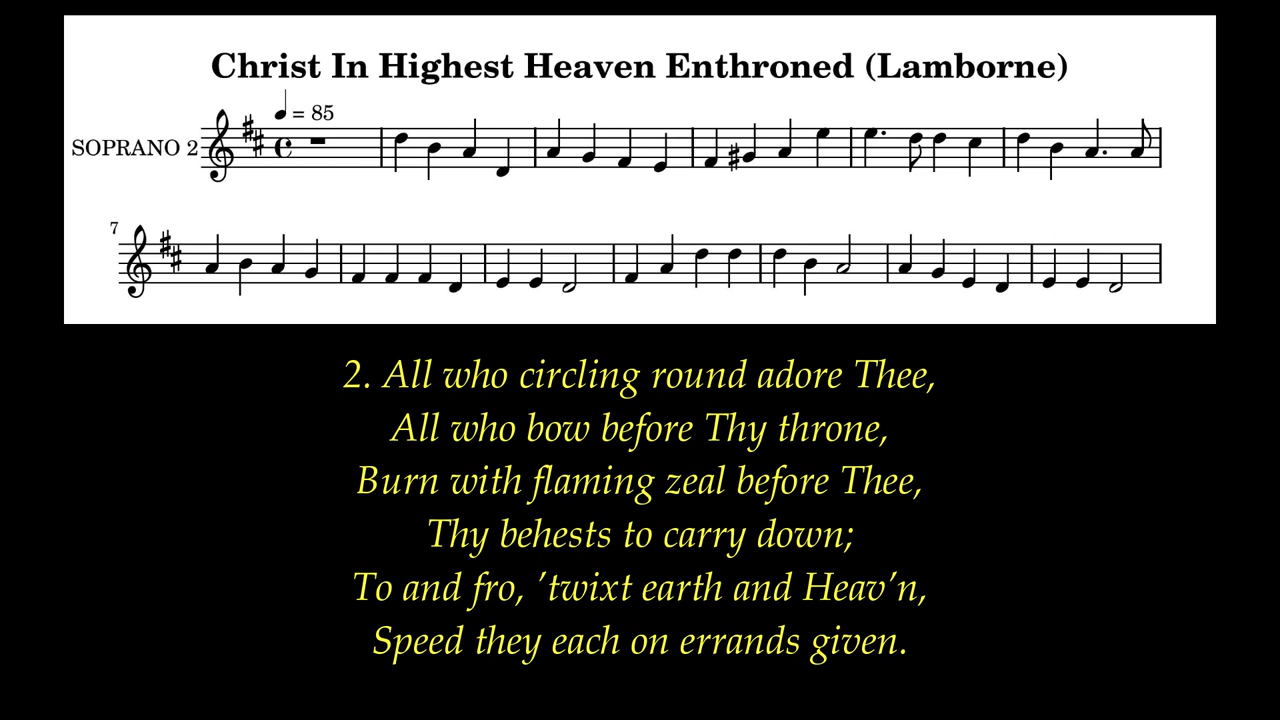 Christ In Highest Heaven Enthroned (Lamborne)
= 85
SOPRANO 2
7
2. All who circling round adore Thee,
All who bow before Thy throne,
Burn with flaming zeal before Thee,
Thy behests to carry down;
To and fro, ’twixt earth and Heav’n,
Speed they each on errands given.